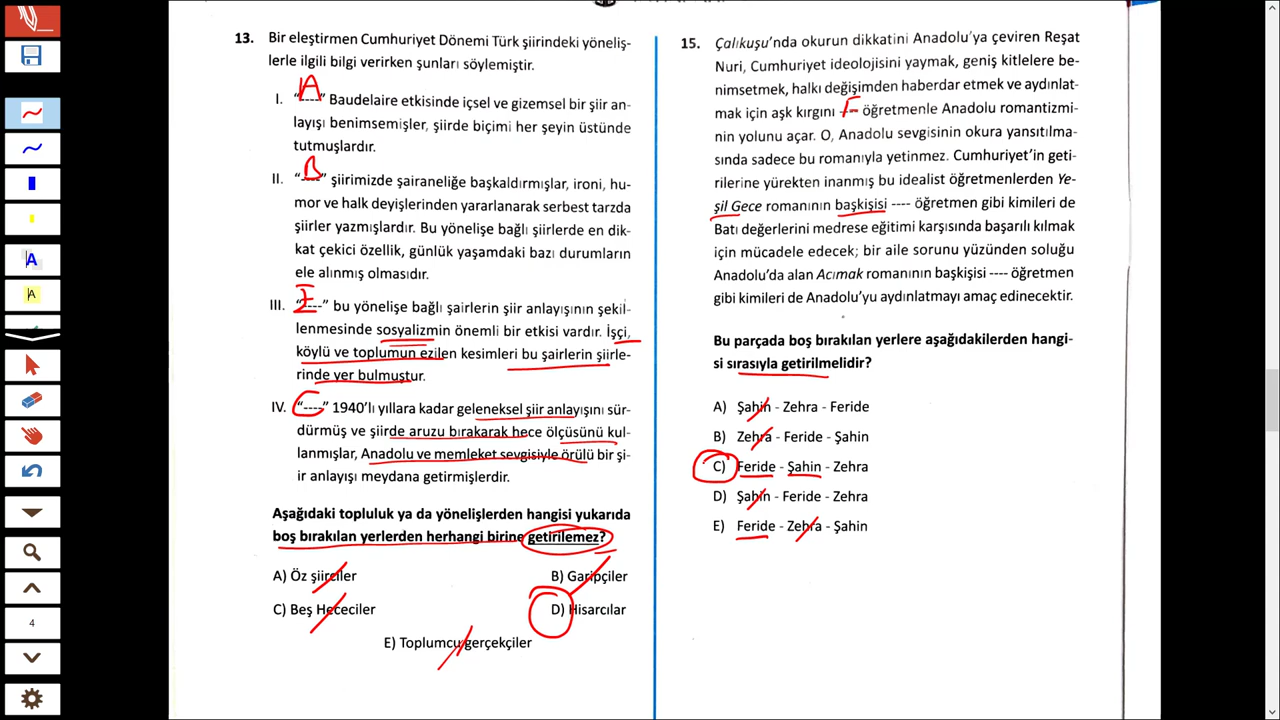 13. Bir eleştirmen Cumhuriyet Dönemi Türk şiirindeki yöneliş-
lerle ilgili bilgi verirken şunları söylemiştir.
A
I. “----” Baudelaire etkisinde içsel ve gizemsel bir şiir an-
layışı benimsemişler, şiirde biçimi her şeyin üstünde
tutmuşlardır.
B
II. “----” şiirimizde şairaneliğe başkaldırmışlar, ironi, hu-
mor ve halk deyişlerinden yararlanarak serbest tarzda
şiirler yazmışlardır. Bu yönelişe bağlı şiirlerde en dik-
kat çekici özellik, günlük yaşamdaki bazı durumların
ele alınmış olmasıdır.
E
III. “----” bu yönelişe bağlı şairlerin şiir anlayışının şekil-
lenmesinde sosyalizmin önemli bir etkisi vardır. İşçi,
köylü ve toplumun ezilen kesimleri bu şairlerin şiirle-
rinde yer bulmuştur.
C
IV. “----” 1940’lı yıllara kadar geleneksel şiir anlayışını sür-
dürmüş ve şiirde aruzu bırakarak hece ölçüsünü kul-
lanmışlar, Anadolu ve memleket sevgisiyle örülü bir şi-
ir anlayışı meydana getirmişlerdir.
Aşağıdaki topluluk ya da yönelişlerden hangisi yukarıda
boş bırakılan yerlerden herhangi birine getirilemez?
A) Öz şiirciler B) Garipçiler
C) Beş Hececiler D) Hisarcılar
E) Toplumcu gerçekçiler
15. Çalıkuşu’nda okurun dikkatini Anadolu’ya çeviren Reşat
Nuri, Cumhuriyet ideolojisini yaymak, geniş kitlelere be-
nimsetmek, halkı değişimden haberdar etmek ve aydınlat-
mak için aşk kırgını ---- F öğretmenle Anadolu romantizmi-
nin yolunu açar. O, Anadolu sevgisinin okura yansıtılma-
sında sadece bu romanıyla yetinmez. Cumhuriyet’in geti-
rilerine yürekten inanmış bu idealist öğretmenlerden Ye-
şil Gece romanının başkişisi ---- öğretmen gibi kimileri de
Batı değerlerini medrese eğitimi karşısında başarılı kılmak
için mücadele edecek; bir aile sorunu yüzünden soluğu
Anadolu’da alan Acımak romanının başkişisi ---- öğretmen
gibi kimileri de Anadolu’yu aydınlatmayı amaç edinecektir.
Bu parçada boş bırakılan yerlere aşağıdakilerden hangi-
si sırasıyla getirilmelidir?
A) Şahin - Zehra - Feride
B) Zehra - Feride - Şahin
C) Feride - Şahin - Zehra
D) Şahin - Feride - Zehra
E) Feride - Zehra - Şahin
A
A
4